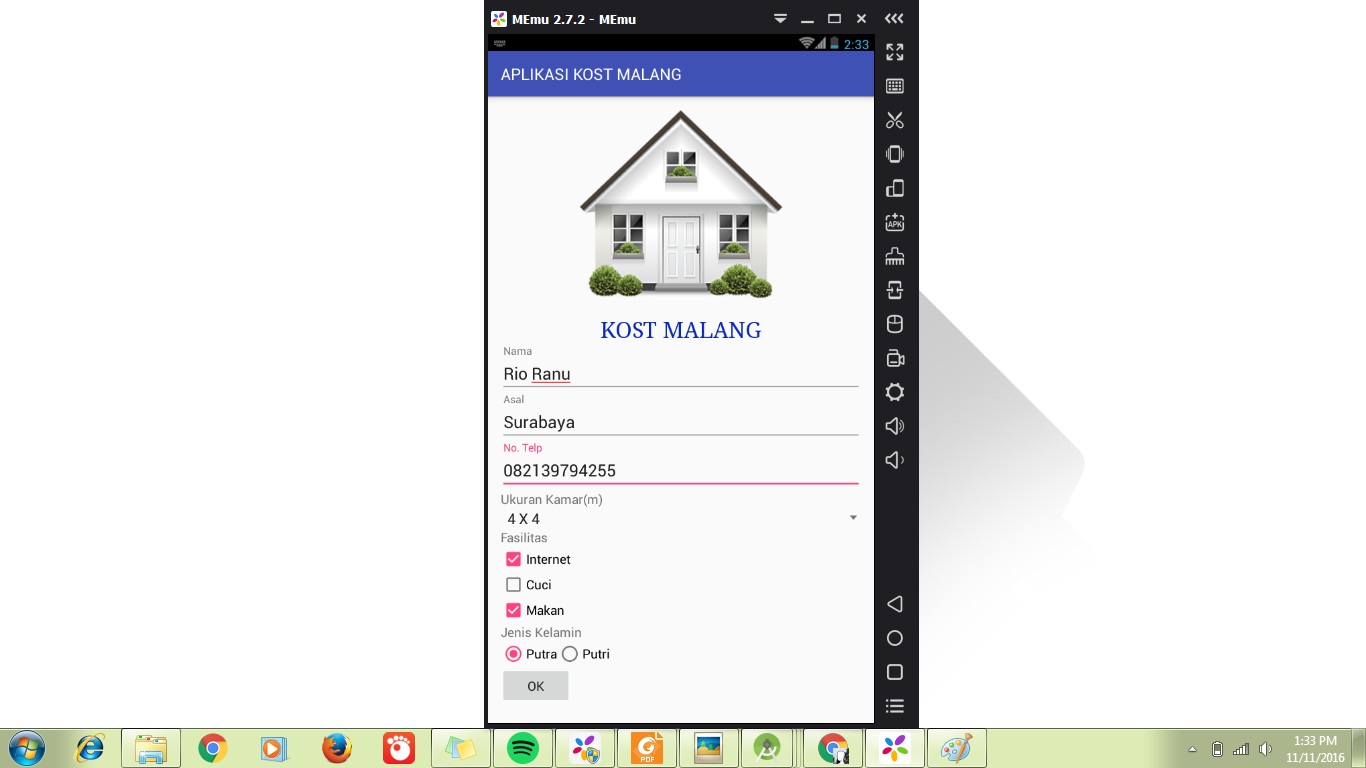 MEmu 2.7.2 - MEmu
2:33
APLIKASI KOST MALANG
APK
KOST MALANG
Nama
Rio Ranu
Asal
Surabaya
No. Telp
082139794255
Ukuran Kamar(m)
4 X 4
Fasilitas
Internet
Cuci
Makan
Jenis Kelamin
Putra Putri
OK
PDF
1:33 PM
11/11/2016